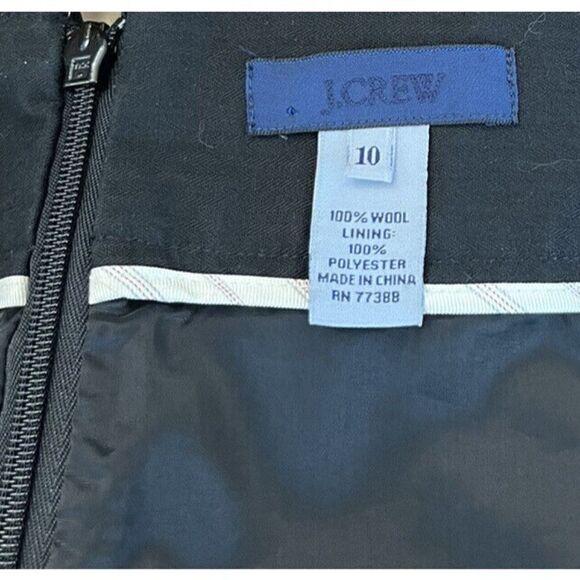 J.CREW
10
100% WOOL
LINING:
100%
POLYESTER
MADE IN CHINA
RN 77388